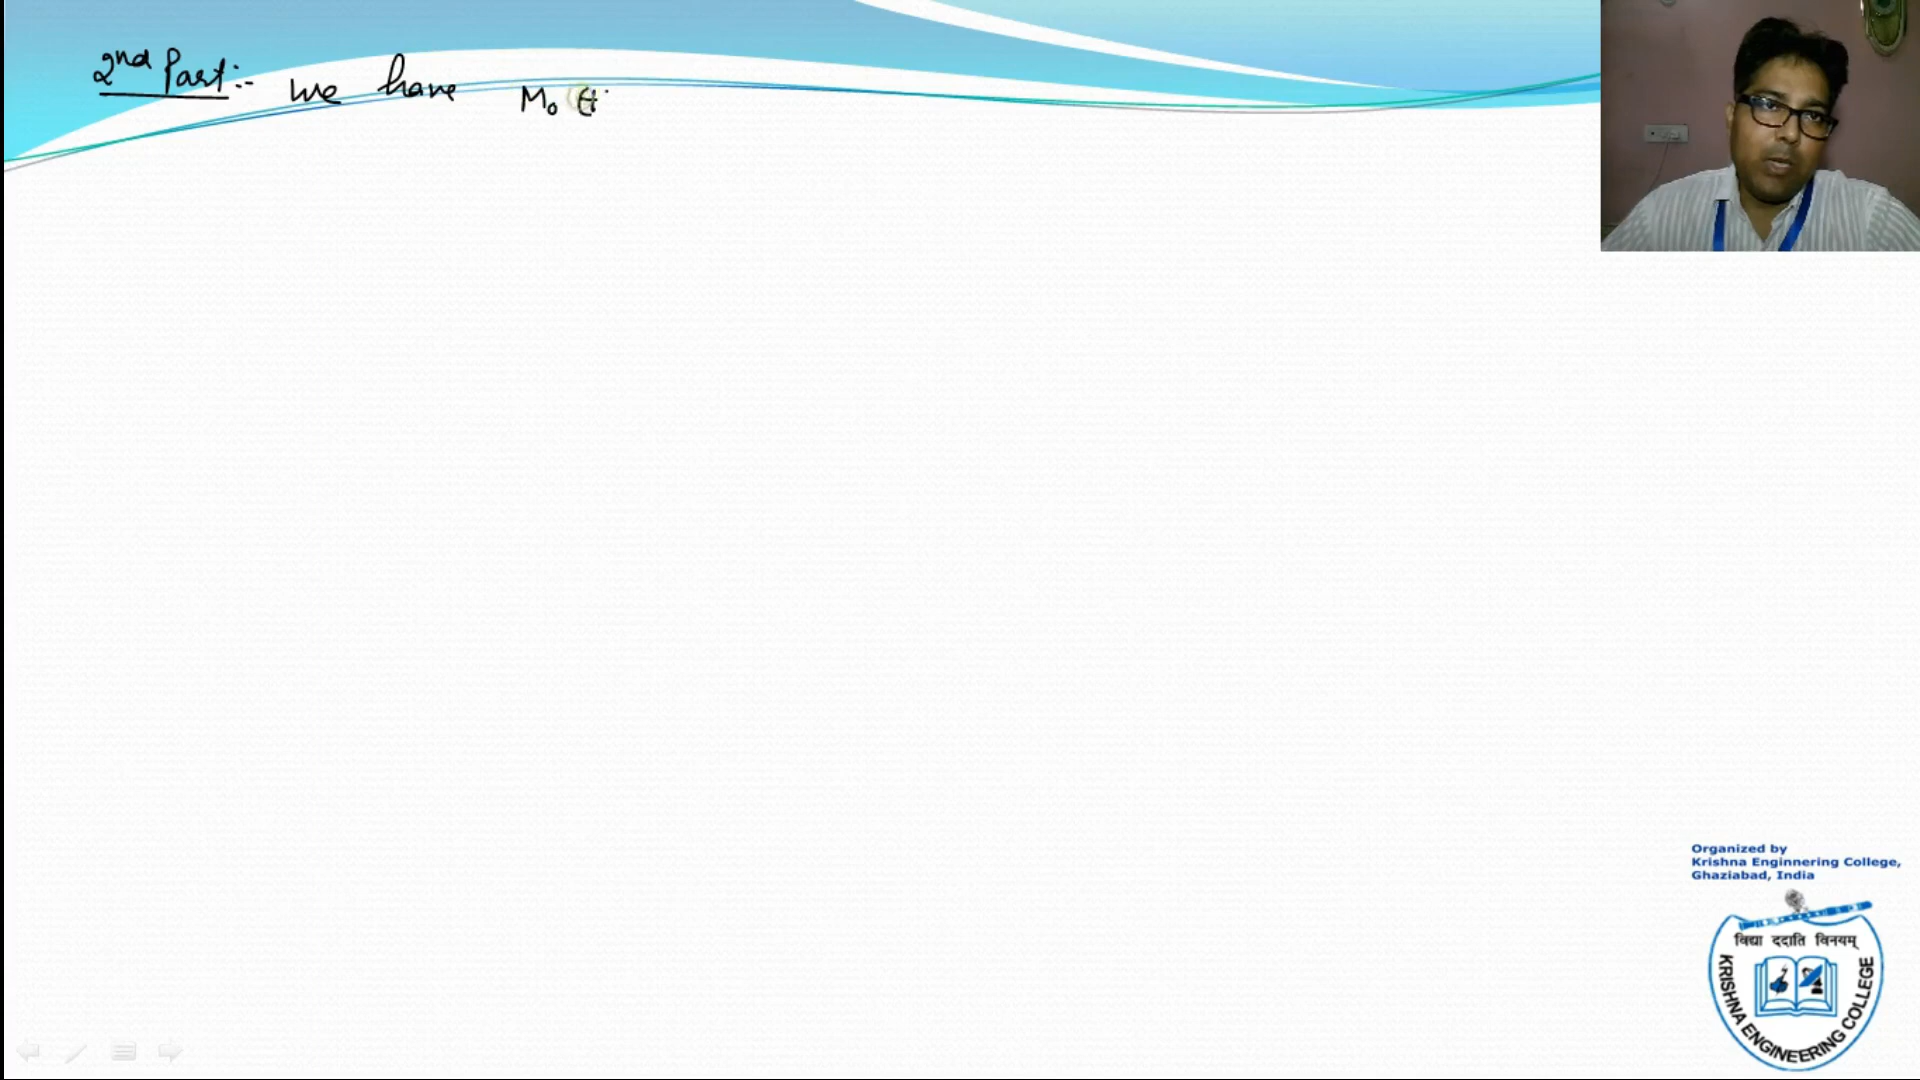 2nd Part :- We have M₀ (t
Organized by
Krishna Enginnering College,
Ghaziabad, India
विद्या ददाति विनयम्
KRISHNA ENGINEERING COLLEGE